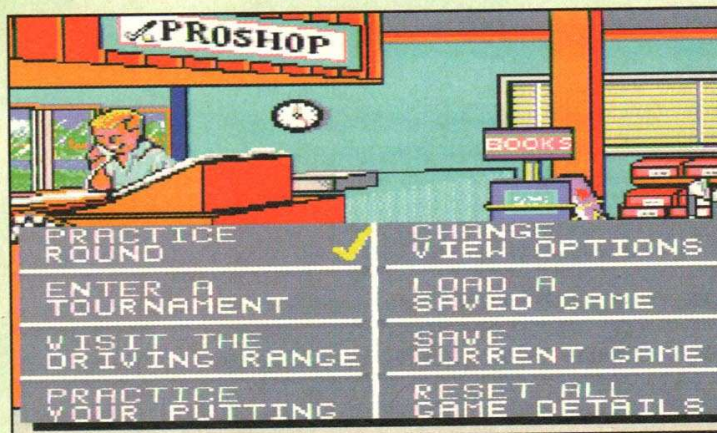 PROSHOP
BOOKS
PRACTICE
ROUND
ENTER A
TOURNAMENT
VISIT THE
DRIVING RANGE
PRACTICE
YOUR PUTTING
CHANGE
VIEW OPTIONS
LOAD A
SAVED GAME
SAVE
CURRENT GAME
RESET ALL
GAME DETAILS